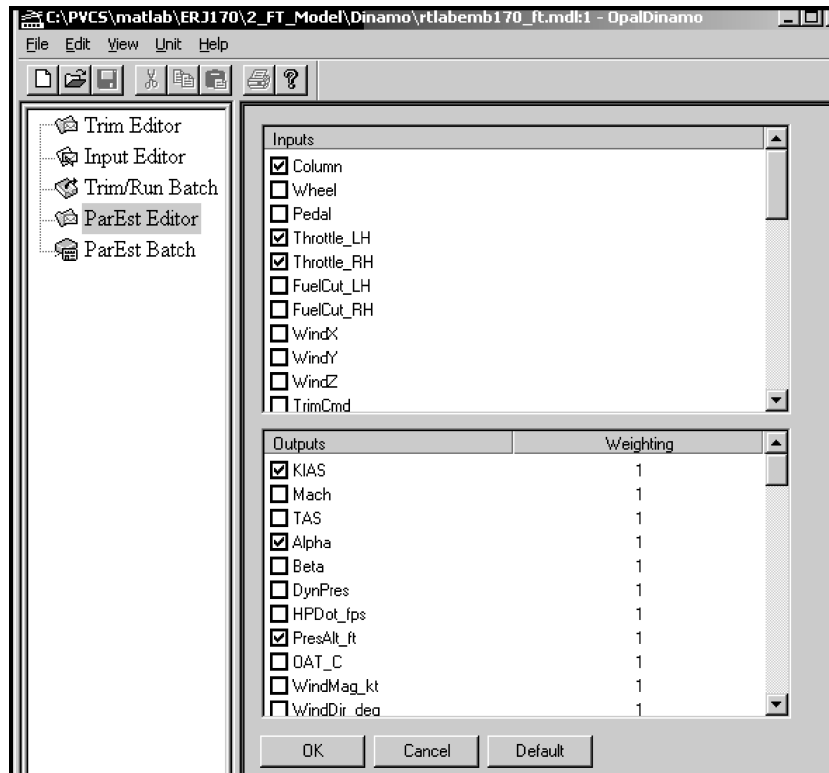 C:\PVCS\matlab\ERJ170\2_FT_Model\Dinamo\rtlabemb170_ft.mdl:1 - OpalDinamo
File Edit View Unit Help
Trim Editor
Input Editor
Trim/Run Batch
ParEst Editor
ParEst Batch
Inputs
Column
Wheel
Pedal
Throttle_LH
Throttle_RH
FuelCut_LH
FuelCut_RH
WindX
WindY
WindZ
TrimCmd
Outputs Weighting
KIAS 1
Mach 1
TAS 1
Alpha 1
Beta 1
DynPres 1
HPDot_fps 1
PresAlt_ft 1
OAT_C 1
WindMag_kt 1
WindDir_deg 1
OK Cancel Default